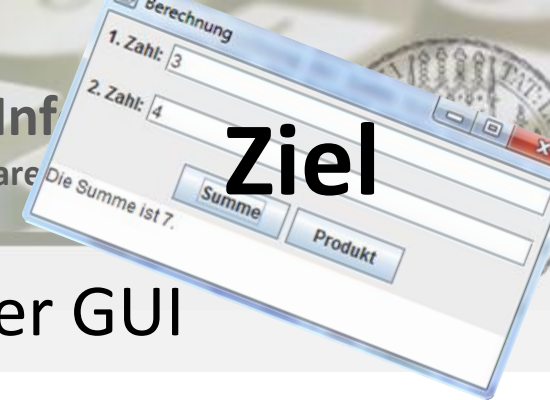 Berechnung
1. Zahl: 3
2. Zahl: 4
Ziel
Summe
Produkt
Die Summe ist 7.
Inf
are
er GUI